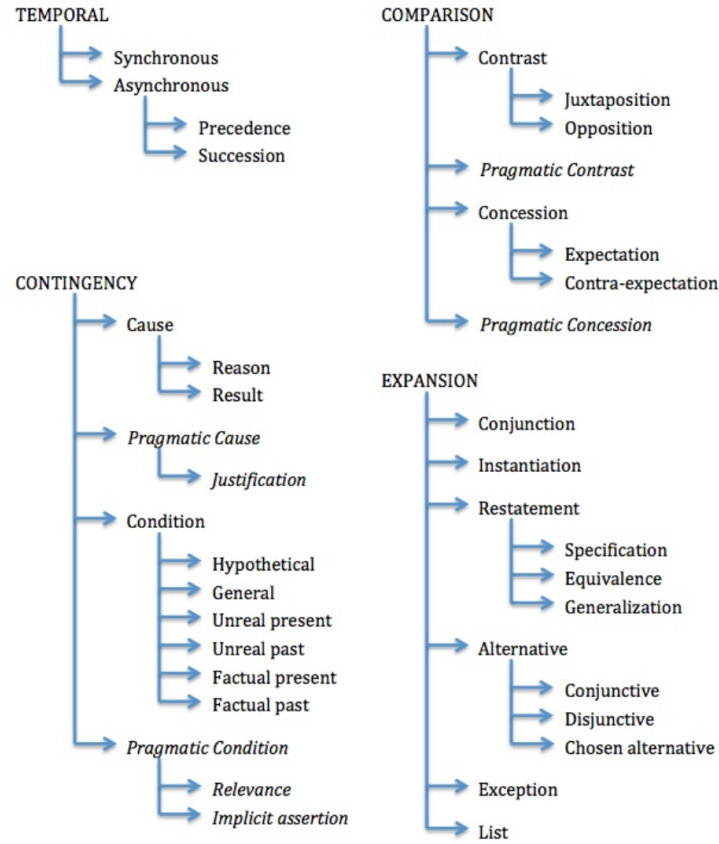 TEMPORAL
Synchronous
Asynchronous
Precedence
Succession
CONTINGENCY
Cause
Reason
Result
Pragmatic Cause
Justification
Condition
Hypothetical
General
Unreal present
Unreal past
Factual present
Factual past
Pragmatic Condition
Relevance
Implicit assertion
COMPARISON
Contrast
Juxtaposition
Opposition
Pragmatic Contrast
Concession
Expectation
Contra-expectation
Pragmatic Concession
EXPANSION
Conjunction
Instantiation
Restatement
Specification
Equivalence
Generalization
Alternative
Conjunctive
Disjunctive
Chosen alternative
Exception
List